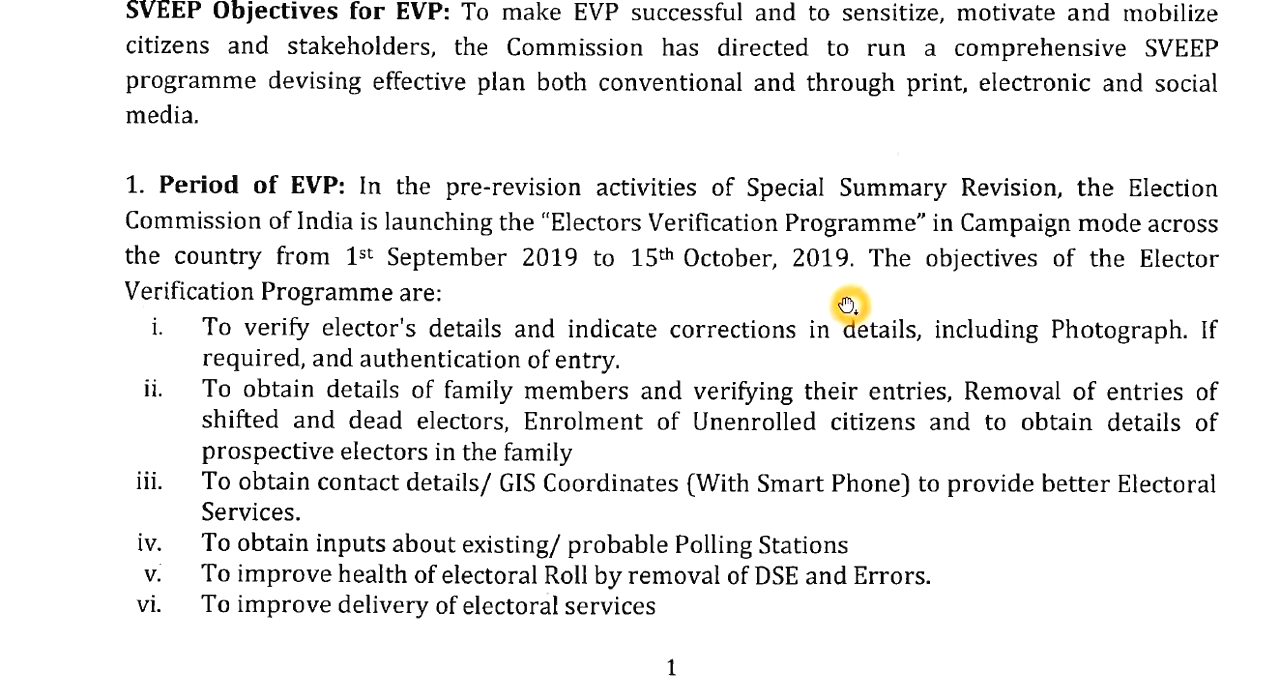 SVEEP Objectives for EVP: To make EVP successful and to sensitize, motivate and mobilize
citizens and stakeholders, the Commission has directed to run a comprehensive SVEEP
programme devising effective plan both conventional and through print, electronic and social
media.
1. Period of EVP: In the pre-revision activities of Special Summary Revision, the Election
Commission of India is launching the “Electors Verification Programme” in Campaign mode across
the country from 1st September 2019 to 15th October, 2019. The objectives of the Elector
Verification Programme are:
i. To verify elector's details and indicate corrections in details, including Photograph. If
required, and authentication of entry.
ii. To obtain details of family members and verifying their entries, Removal of entries of
shifted and dead electors, Enrolment of Unenrolled citizens and to obtain details of
prospective electors in the family
iii. To obtain contact details/ GIS Coordinates (With Smart Phone) to provide better Electoral
Services.
iv. To obtain inputs about existing/ probable Polling Stations
v. To improve health of electoral Roll by removal of DSE and Errors.
vi. To improve delivery of electoral services
1